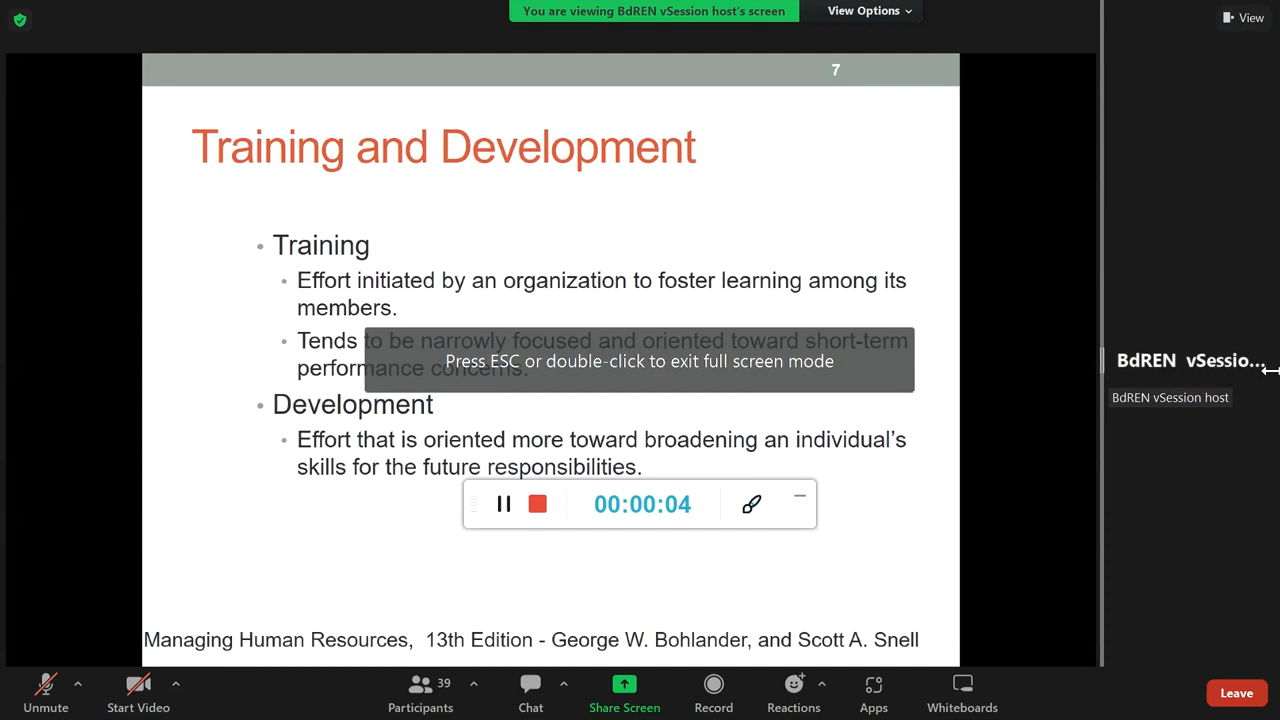 You are viewing BdREN vSession host's screen
View Options
View
7
Training and Development
• Training
• Effort initiated by an organization to foster learning among its
members.
• Tends to be narrowly focused and oriented toward short-term
performance concerns.
Press ESC or double-click to exit full screen mode
BdREN vSessio...
BdREN vSession host
• Development
• Effort that is oriented more toward broadening an individual’s
skills for the future responsibilities.
00:00:04
Managing Human Resources, 13th Edition - George W. Bohlander, and Scott A. Snell
Unmute
Start Video
39
Participants
Chat
Share Screen
Record
Reactions
Apps
Whiteboards
Leave